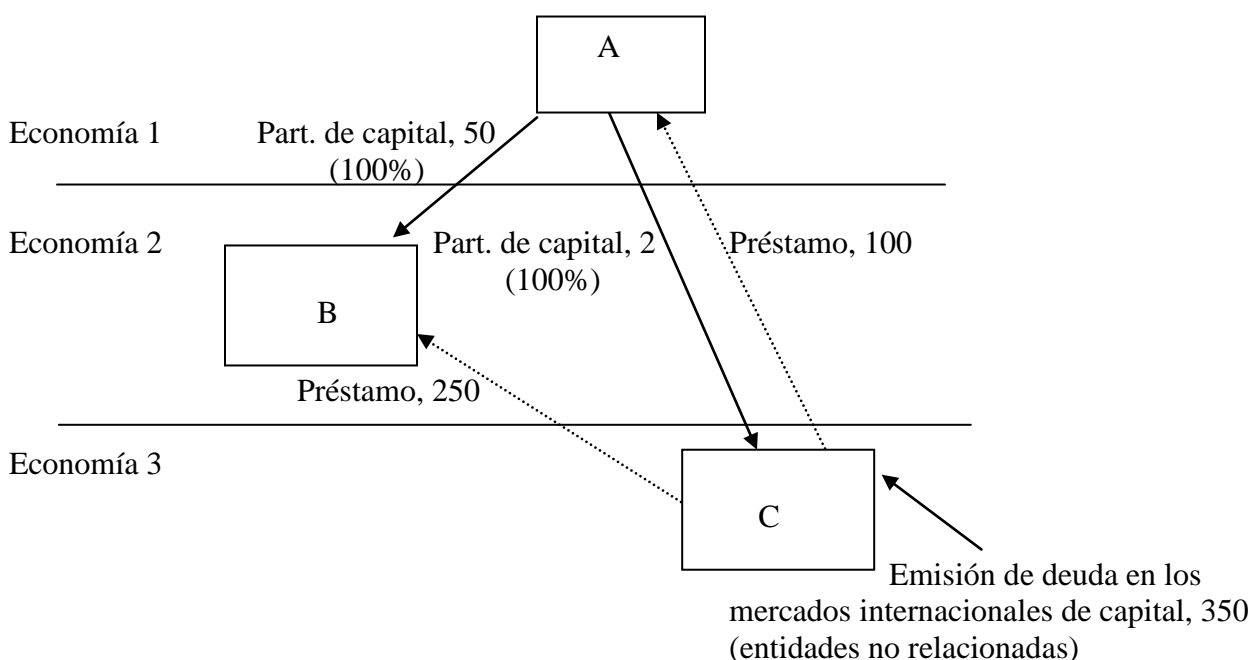 A
Economía 1
Part. de capital, 50
(100%)
Economía 2
Part. de capital, 2
(100%)
Préstamo, 100
B
Préstamo, 250
Economía 3
C
Emisión de deuda en los
mercados internacionales de capital, 350
(entidades no relacionadas)